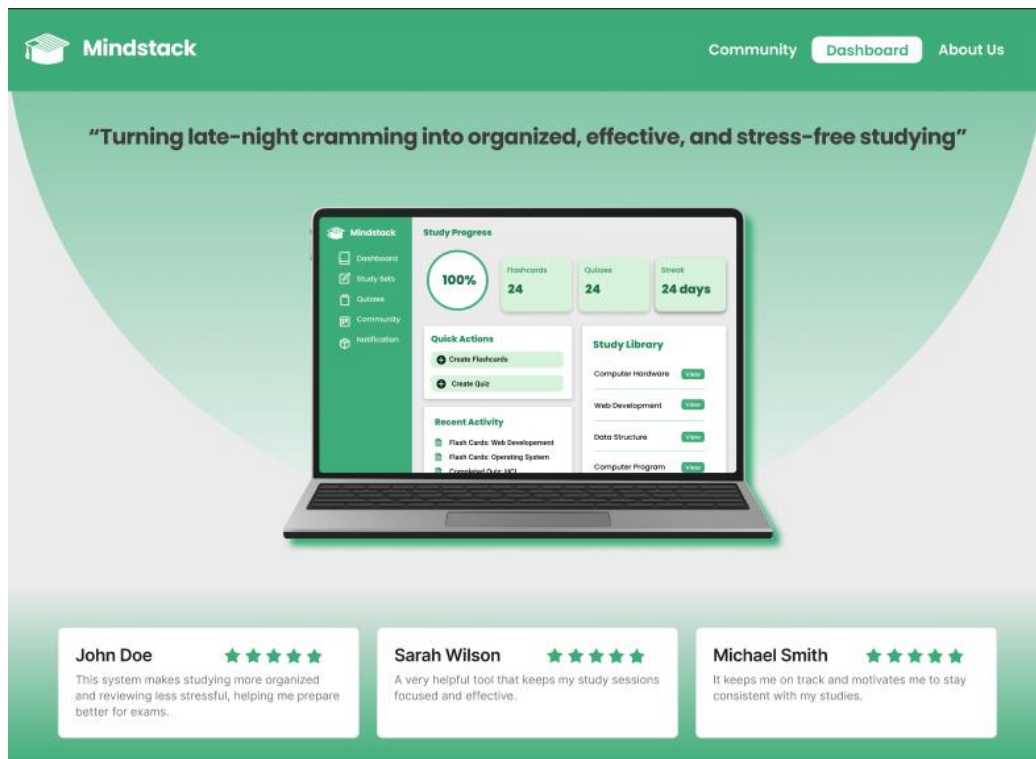 Mindstack
Community Dashboard About Us
“Turning late-night cramming into organized, effective, and stress-free studying”
Mindstack
Dashboard
Study Sets
Quizzes
Community
Notification
Study Progress
100%
Flashcards
24
Quizzes
24
Streak
24 days
Quick Actions
Create Flashcards
Create Quiz
Recent Activity
Flash Cards: Web Developement
Flash Cards: Operating System
Completed Quiz: HCI
Study Library
Computer Hardware View
Web Development View
Data Structure View
Computer Program View
John Doe
This system makes studying more organized
and reviewing less stressful, helping me prepare
better for exams.
Sarah Wilson
A very helpful tool that keeps my study sessions
focused and effective.
Michael Smith
It keeps me on track and motivates me to stay
consistent with my studies.